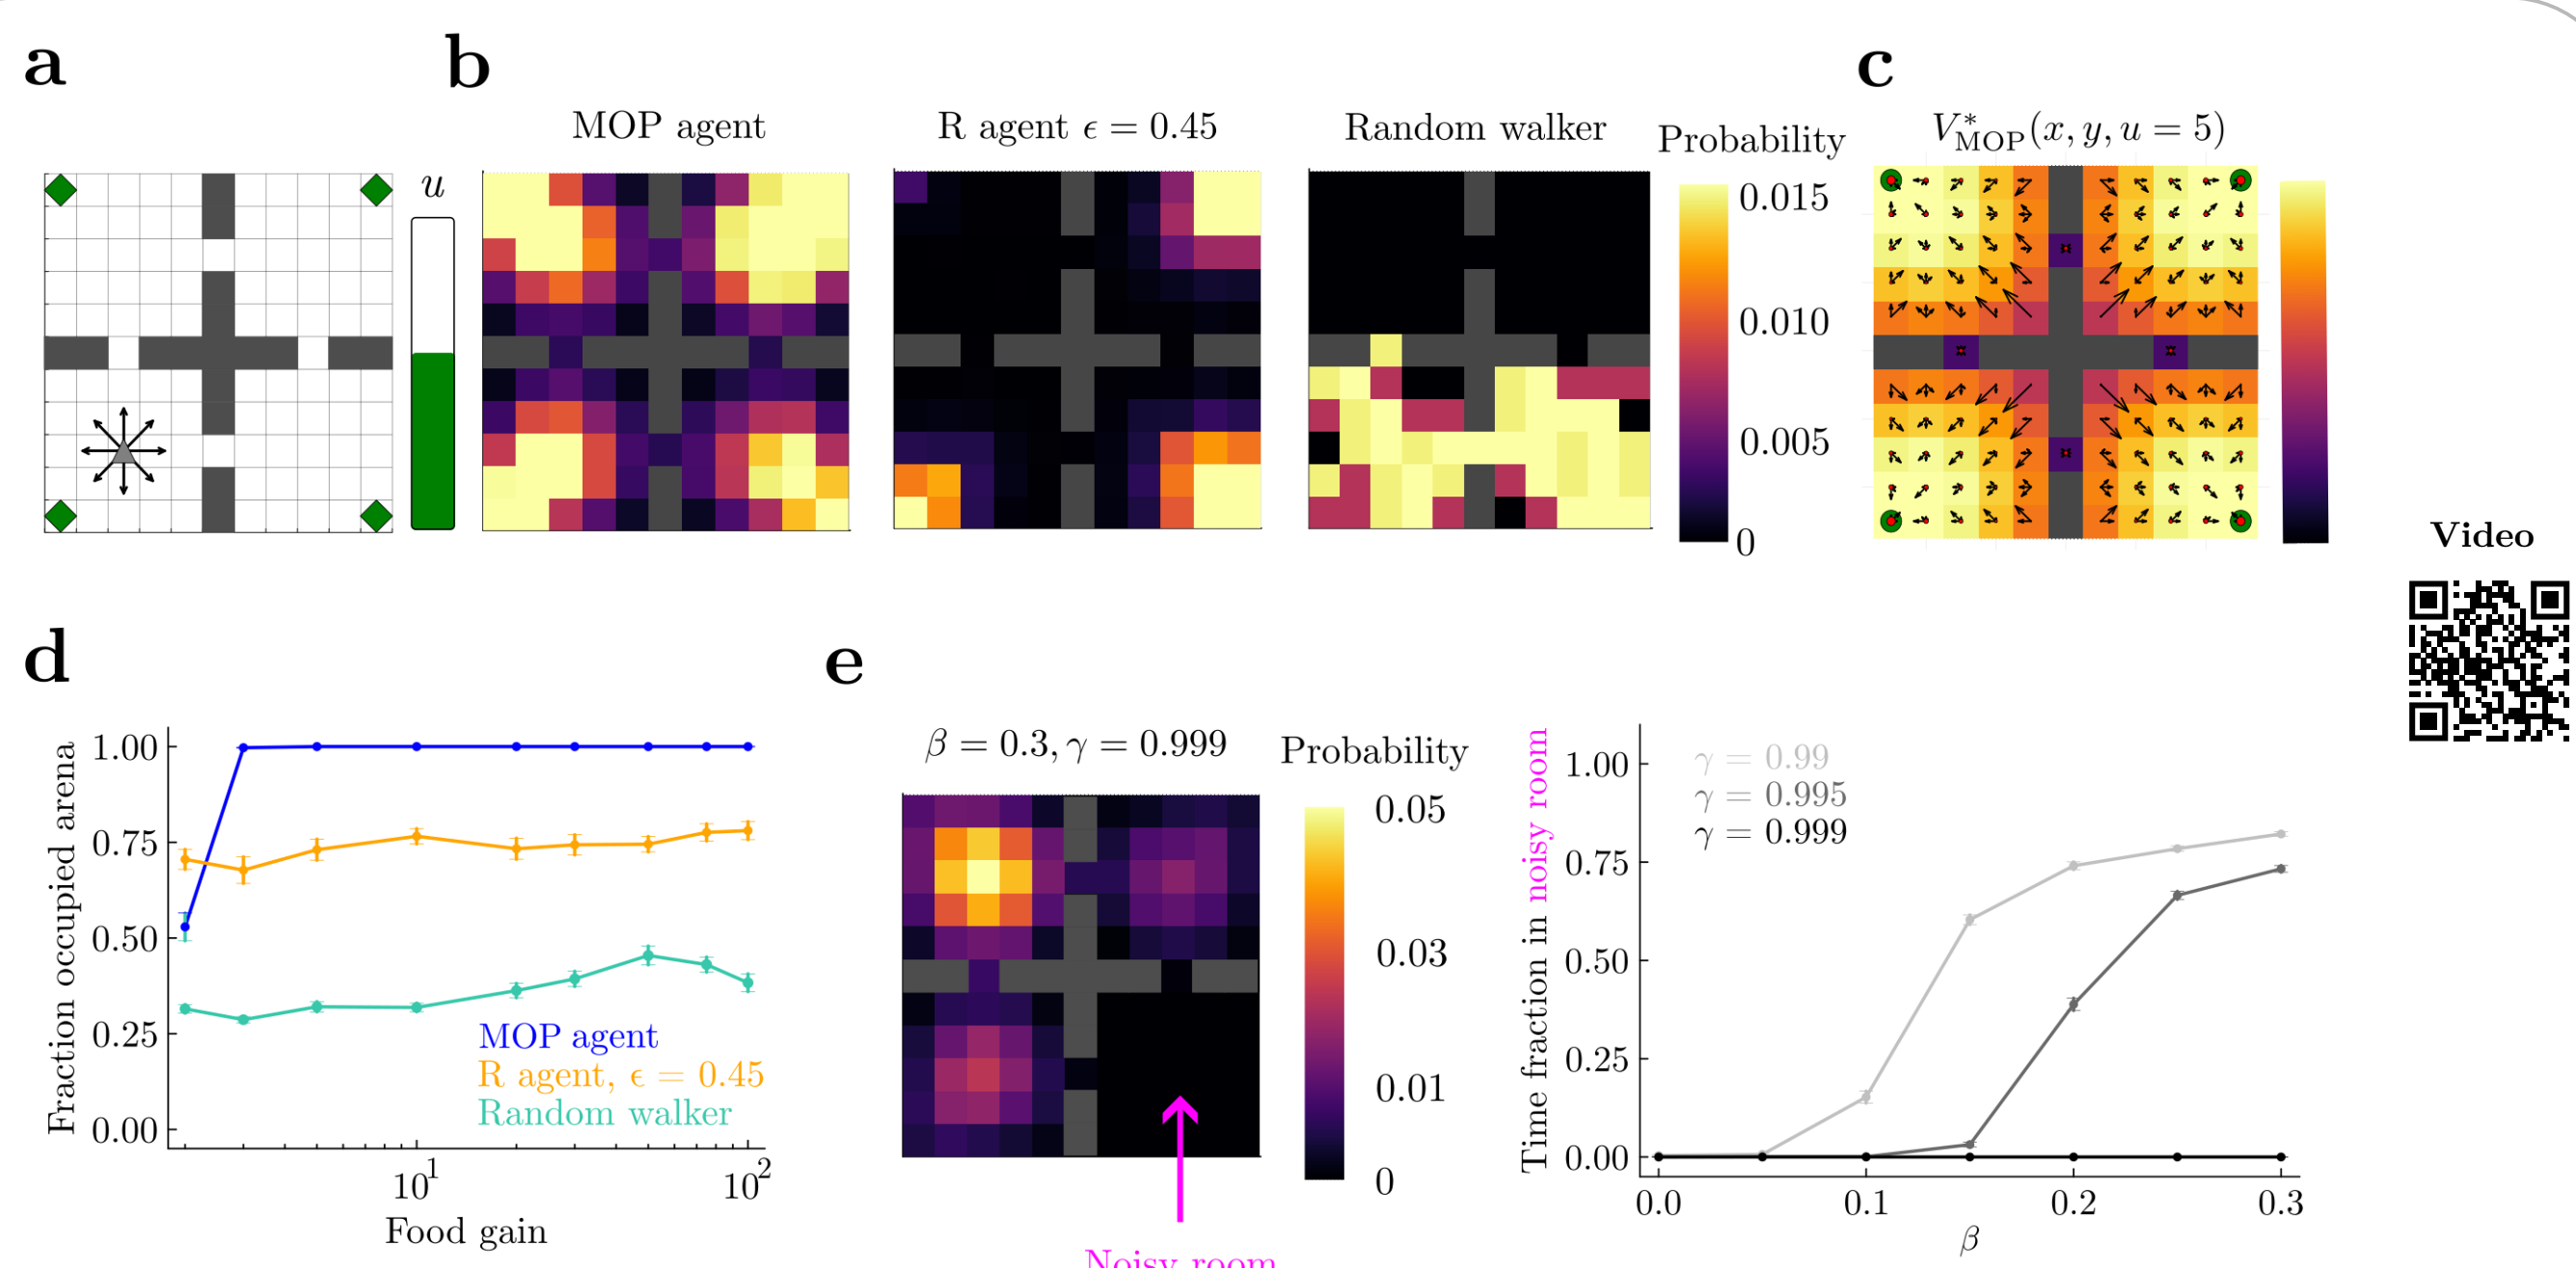 a
u
b
MOP agent
R agent ϵ = 0.45
Random walker
Probability
0.015
0.010
0.005
0
c
V*MOP(x, y, u = 5)
Video
d
Fraction occupied arena
1.00
0.75
0.50
0.25
0.00
MOP agent
R agent, ϵ = 0.45
Random walker
10¹
10²
Food gain
e
β = 0.3, γ = 0.999
Probability
0.05
0.03
0.01
0
Noisy room
Time fraction in noisy room
1.00
0.75
0.50
0.25
0.00
γ = 0.99
γ = 0.995
γ = 0.999
0.0
0.1
0.2
0.3
β